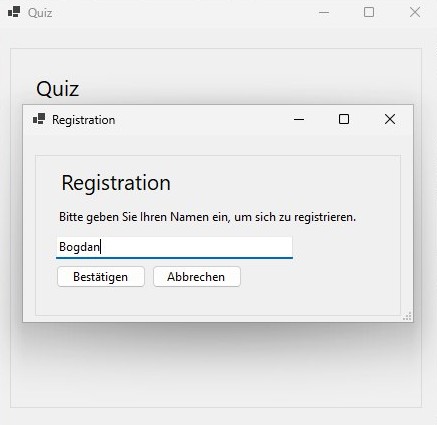 Quiz
Quiz
Registration
Registration
Bitte geben Sie Ihren Namen ein, um sich zu registrieren.
Bogdan
Bestätigen Abbrechen